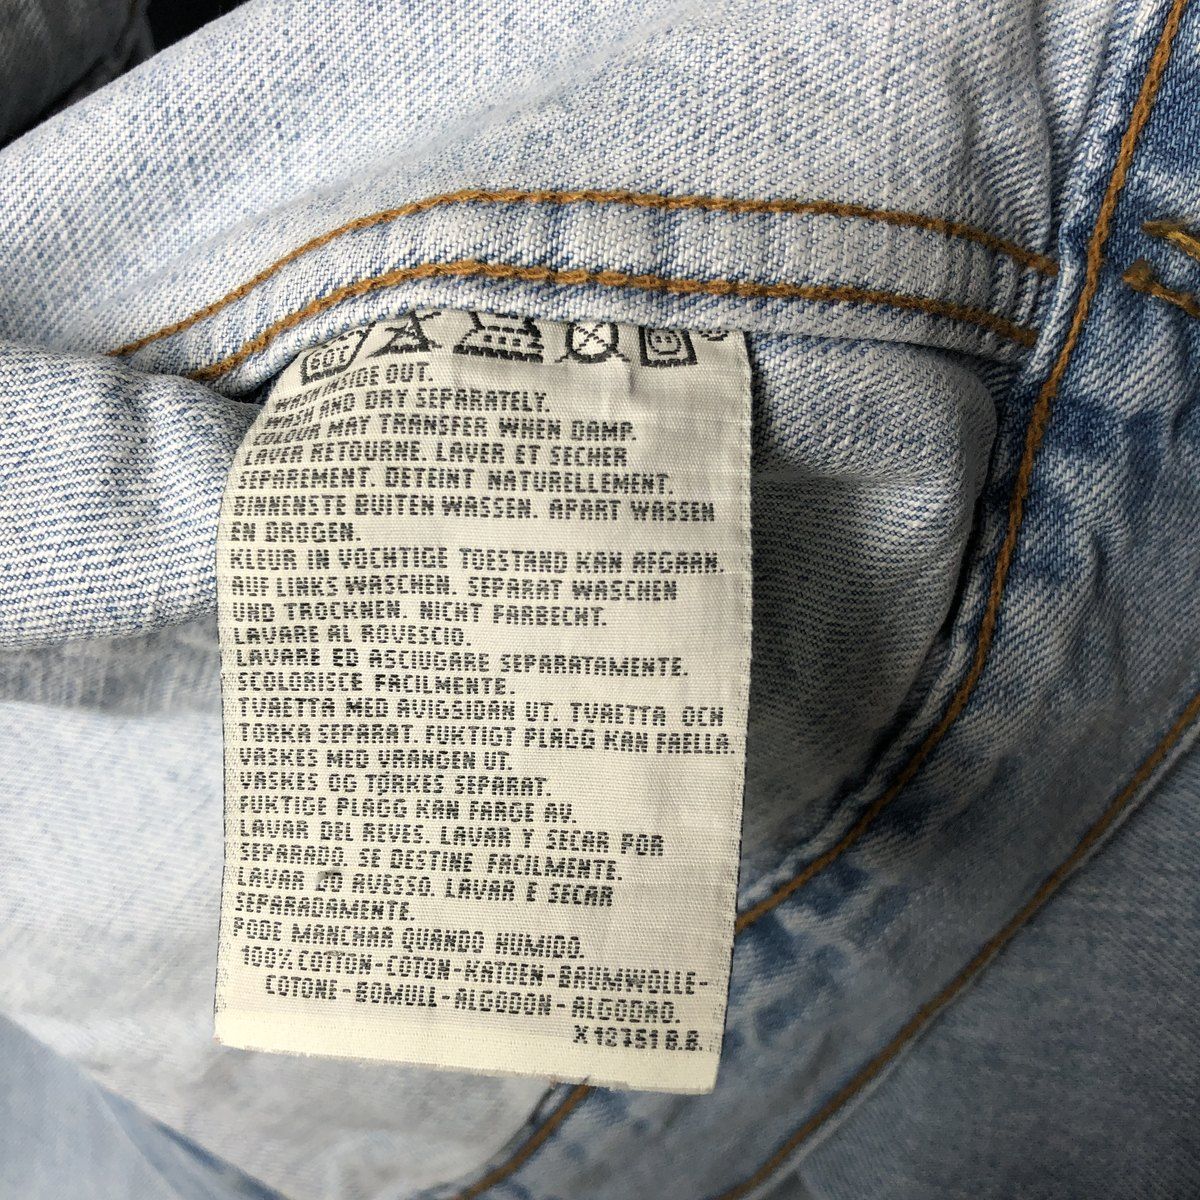 60°
WASH INSIDE OUT.
WASH AND DRY SEPARATELY.
COLOUR MAY TRANSFER WHEN DAMP.
LAVER RETOURNE. LAVER ET SECHER
SEPAREMENT. DETEINT NATURELLEMENT.
BINNENSTE BUITEN WASSEN. APART WASSEN
EN DROGEN.
KLEUR IN VOCHTIGE TOESTAND KAN AFGAAN.
AUF LINKS WASCHEN. SEPARAT WASCHEN
UND TROCKNEN. NICHT FARBECHT.
LAVARE AL ROVESCIO.
LAVARE ED ASCIUGARE SEPARATAMENTE.
SCOLORISCE FACILMENTE.
TVAETTA MED AVIGSIDAN UT. TVAETTA OCH
TORKA SEPARAT. FUKTIGT PLAGG KAN FAELLA.
VASKES MED VRANGEN UT.
VASKES OG TØRKES SEPARAT.
FUKTIGE PLAGG KAN FARGE AV.
LAVAR DEL REVES. LAVAR Y SECAR POR
SEPARADO. SE DESTINE FACILMENTE.
LAVAR DO AVESSO. LAVAR E SECAR
SEPARADAMENTE.
PODE MANCHAR QUANDO HUMIDO.
100% COTTON-COTON-KATOEN-BAUMWOLLE-
COTONE-BOMULL-ALGODON-ALGODAO.
X12751 B.B.